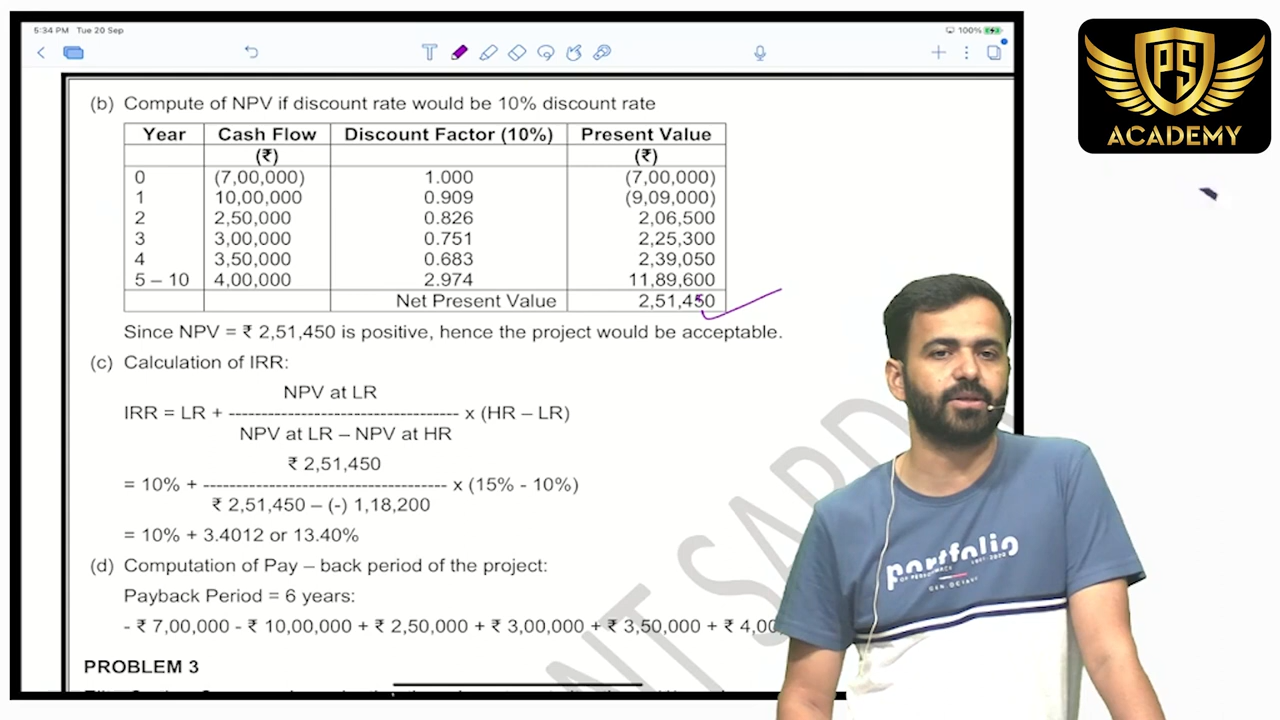 5:34 PM Tue 20 Sep
100%
PS
ACADEMY
(b) Compute of NPV if discount rate would be 10% discount rate
Year Cash Flow Discount Factor (10%) Present Value
(₹) (₹)
0 (7,00,000) 1.000 (7,00,000)
1 10,00,000 0.909 (9,09,000)
2 2,50,000 0.826 2,06,500
3 3,00,000 0.751 2,25,300
4 3,50,000 0.683 2,39,050
5 – 10 4,00,000 2.974 11,89,600
Net Present Value 2,51,450
Since NPV = ₹ 2,51,450 is positive, hence the project would be acceptable.
(c) Calculation of IRR:
NPV at LR
IRR = LR + ----------------------------------- x (HR – LR)
NPV at LR – NPV at HR
₹ 2,51,450
= 10% + ------------------------------------- x (15% - 10%)
₹ 2,51,450 – (-) 1,18,200
= 10% + 3.4012 or 13.40%
(d) Computation of Pay – back period of the project:
Payback Period = 6 years:
- ₹ 7,00,000 - ₹ 10,00,000 + ₹ 2,50,000 + ₹ 3,00,000 + ₹ 3,50,000 + ₹ 4,00
PROBLEM 3
portfolio
OF PERFORMACE